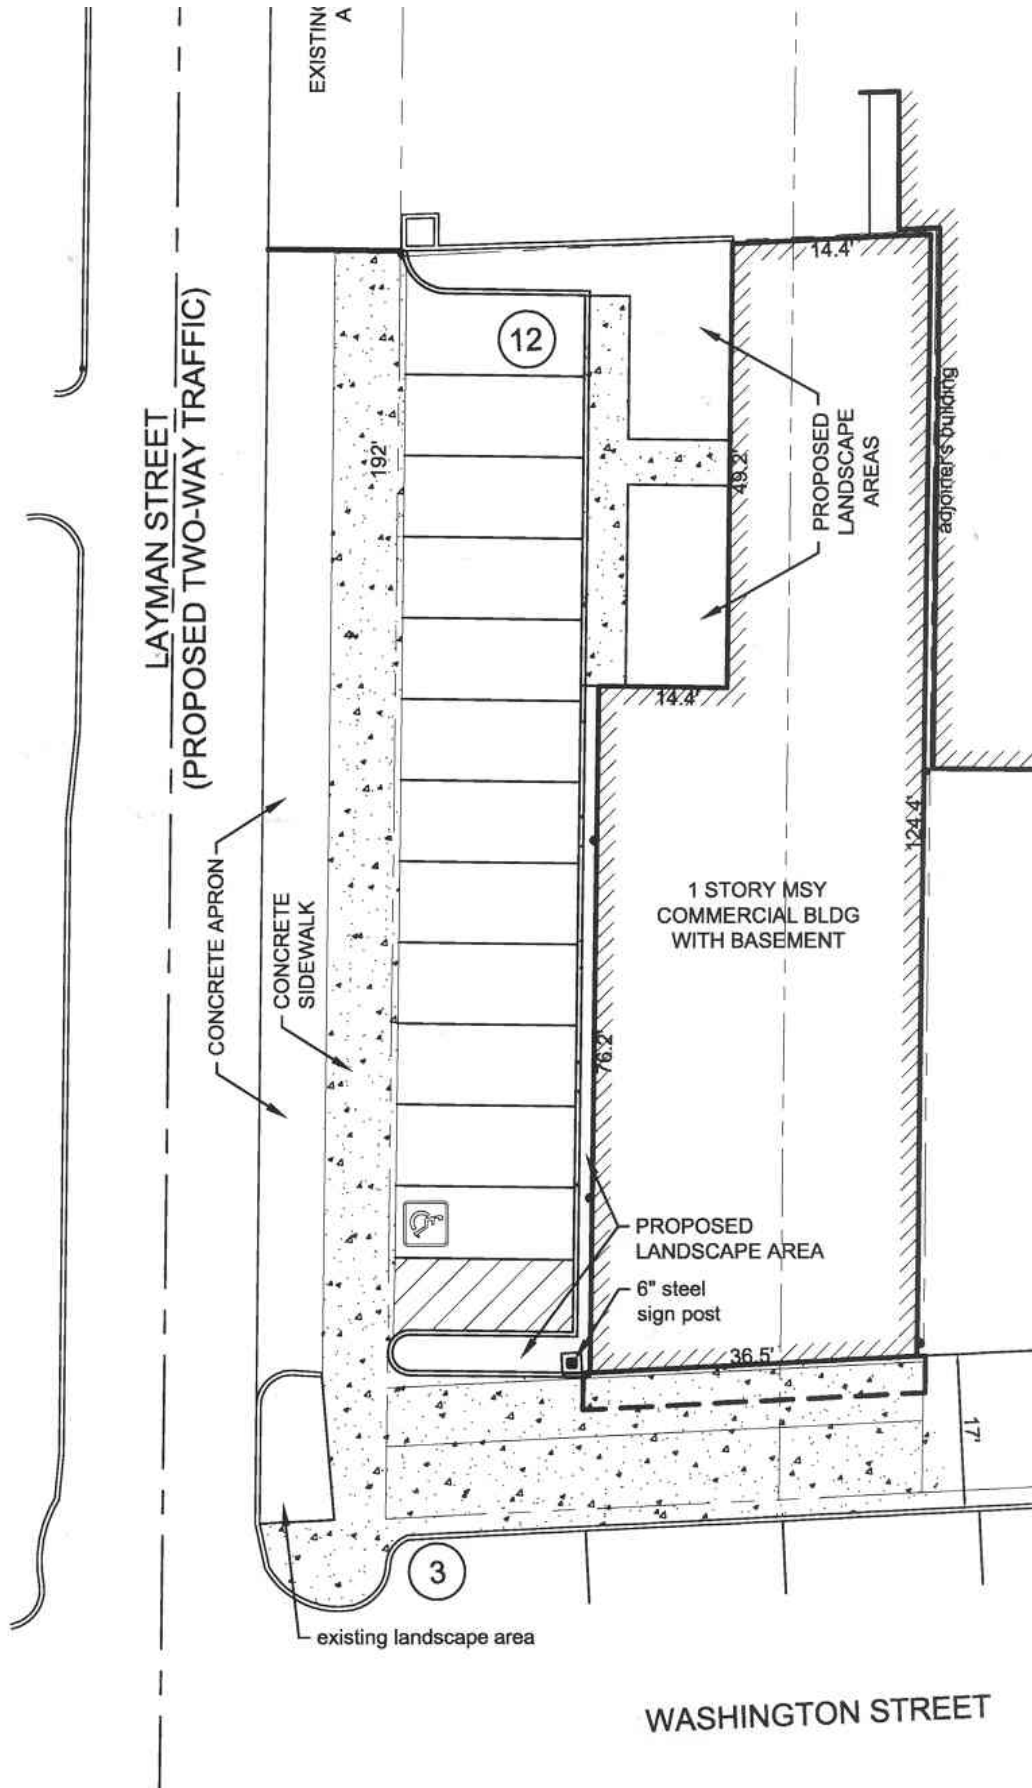 EXISTING
A
12
14.4'
LAYMAN STREET
(PROPOSED TWO-WAY TRAFFIC)
192'
49.2'
PROPOSED
LANDSCAPE
AREAS
adjoiner's building
14.4'
124.4'
CONCRETE APRON
CONCRETE
SIDEWALK
1 STORY MSY
COMMERCIAL BLDG
WITH BASEMENT
76.2'
PROPOSED
LANDSCAPE AREA
6" steel
sign post
36.5'
17'
3
existing landscape area
WASHINGTON STREET